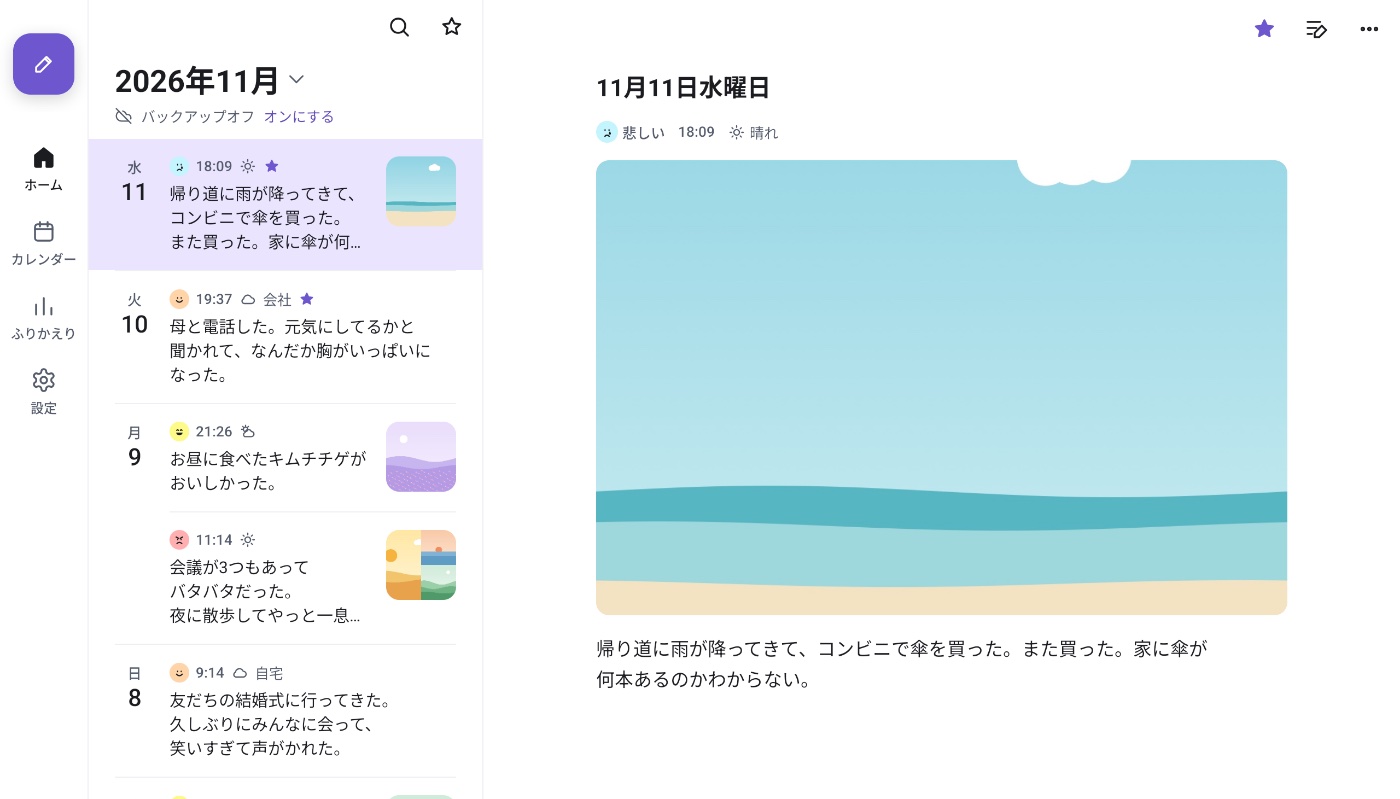 ホーム
カレンダー
ふりかえり
設定
2026年11月
バックアップオフ オンにする
水
11
18:09
帰り道に雨が降ってきて、
コンビニで傘を買った。
また買った。家に傘が何…
火
10
19:37 会社
母と電話した。元気にしてるかと
聞かれて、なんだか胸がいっぱいに
なった。
月
9
21:26
お昼に食べたキムチチゲが
おいしかった。
11:14
会議が3つもあって
バタバタだった。
夜に散歩してやっと一息…
日
8
9:14 自宅
友だちの結婚式に行ってきた。
久しぶりにみんなに会って、
笑いすぎて声がかれた。
11月11日水曜日
悲しい 18:09 晴れ
帰り道に雨が降ってきて、コンビニで傘を買った。また買った。家に傘が
何本あるのかわからない。